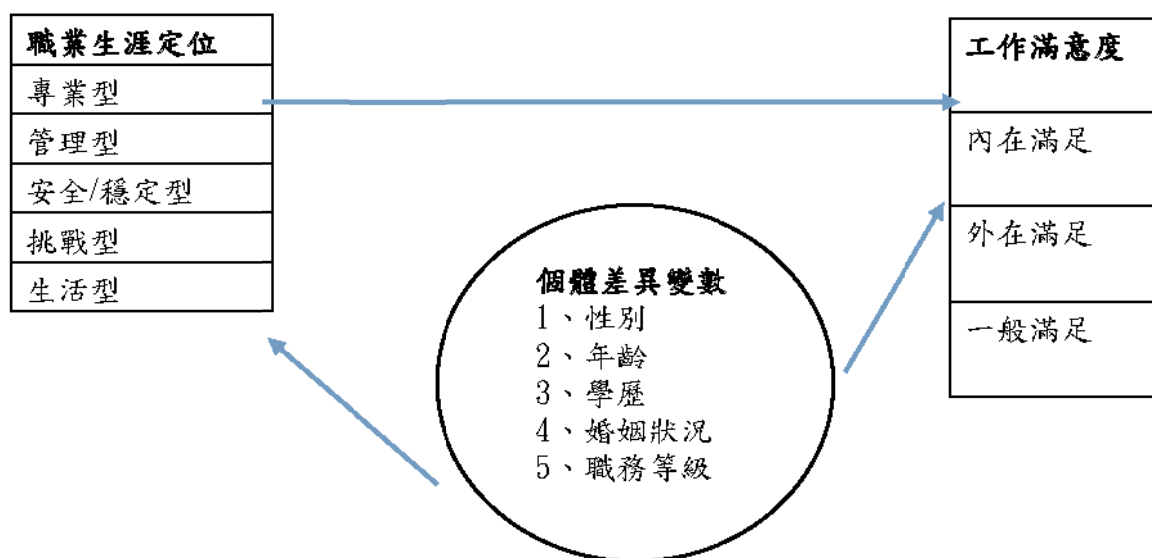 職業生涯定位
專業型
管理型
安全/穩定型
挑戰型
生活型
工作滿意度
內在滿足
外在滿足
一般滿足
個體差異變數
1、性別
2、年齡
3、學歷
4、婚姻狀況
5、職務等級